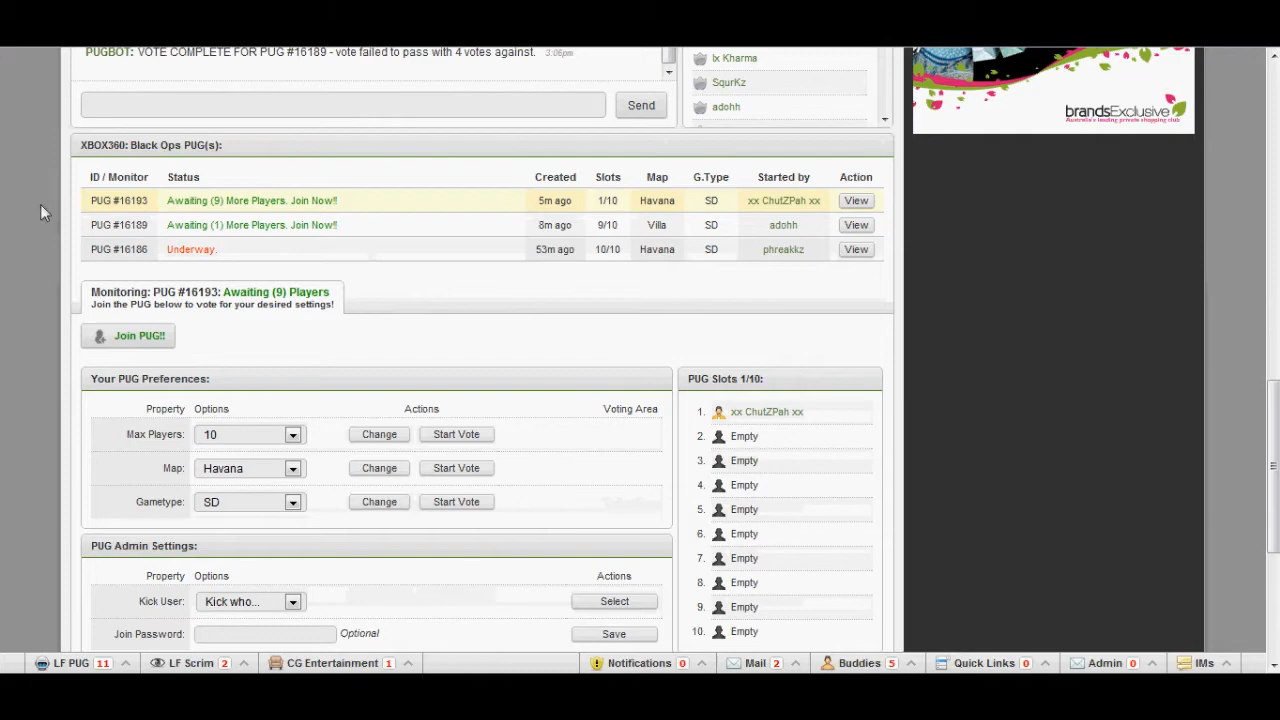 PUGBOT: VOTE COMPLETE FOR PUG #16189 - vote failed to pass with 4 votes against. 3:06pm
Ix Kharma
SqurKz
adohh
Send
brandsExclusive
Australia's leading private shopping club
XBOX360: Black Ops PUG(s):
ID / Monitor Status Created Slots Map G.Type Started by Action
PUG #16193 Awaiting (9) More Players. Join Now!! 5m ago 1/10 Havana SD xx ChutZPah xx View
PUG #16189 Awaiting (1) More Players. Join Now!! 8m ago 9/10 Villa SD adohh View
PUG #16186 Underway. 53m ago 10/10 Havana SD phreakkz View
Monitoring: PUG #16193: Awaiting (9) Players
Join the PUG below to vote for your desired settings!
Join PUG!!
Your PUG Preferences:
Property Options Actions Voting Area
Max Players: 10 Change Start Vote
Map: Havana Change Start Vote
Gametype: SD Change Start Vote
PUG Admin Settings:
Property Options Actions
Kick User: Kick who... Select
Join Password: Optional Save
PUG Slots 1/10:
1. xx ChutZPah xx
2. Empty
3. Empty
4. Empty
5. Empty
6. Empty
7. Empty
8. Empty
9. Empty
10. Empty
LF PUG 11 LF Scrim 2 CG Entertainment 1 Notifications 0 Mail 2 Buddies 5 Quick Links 0 Admin 0 IMs